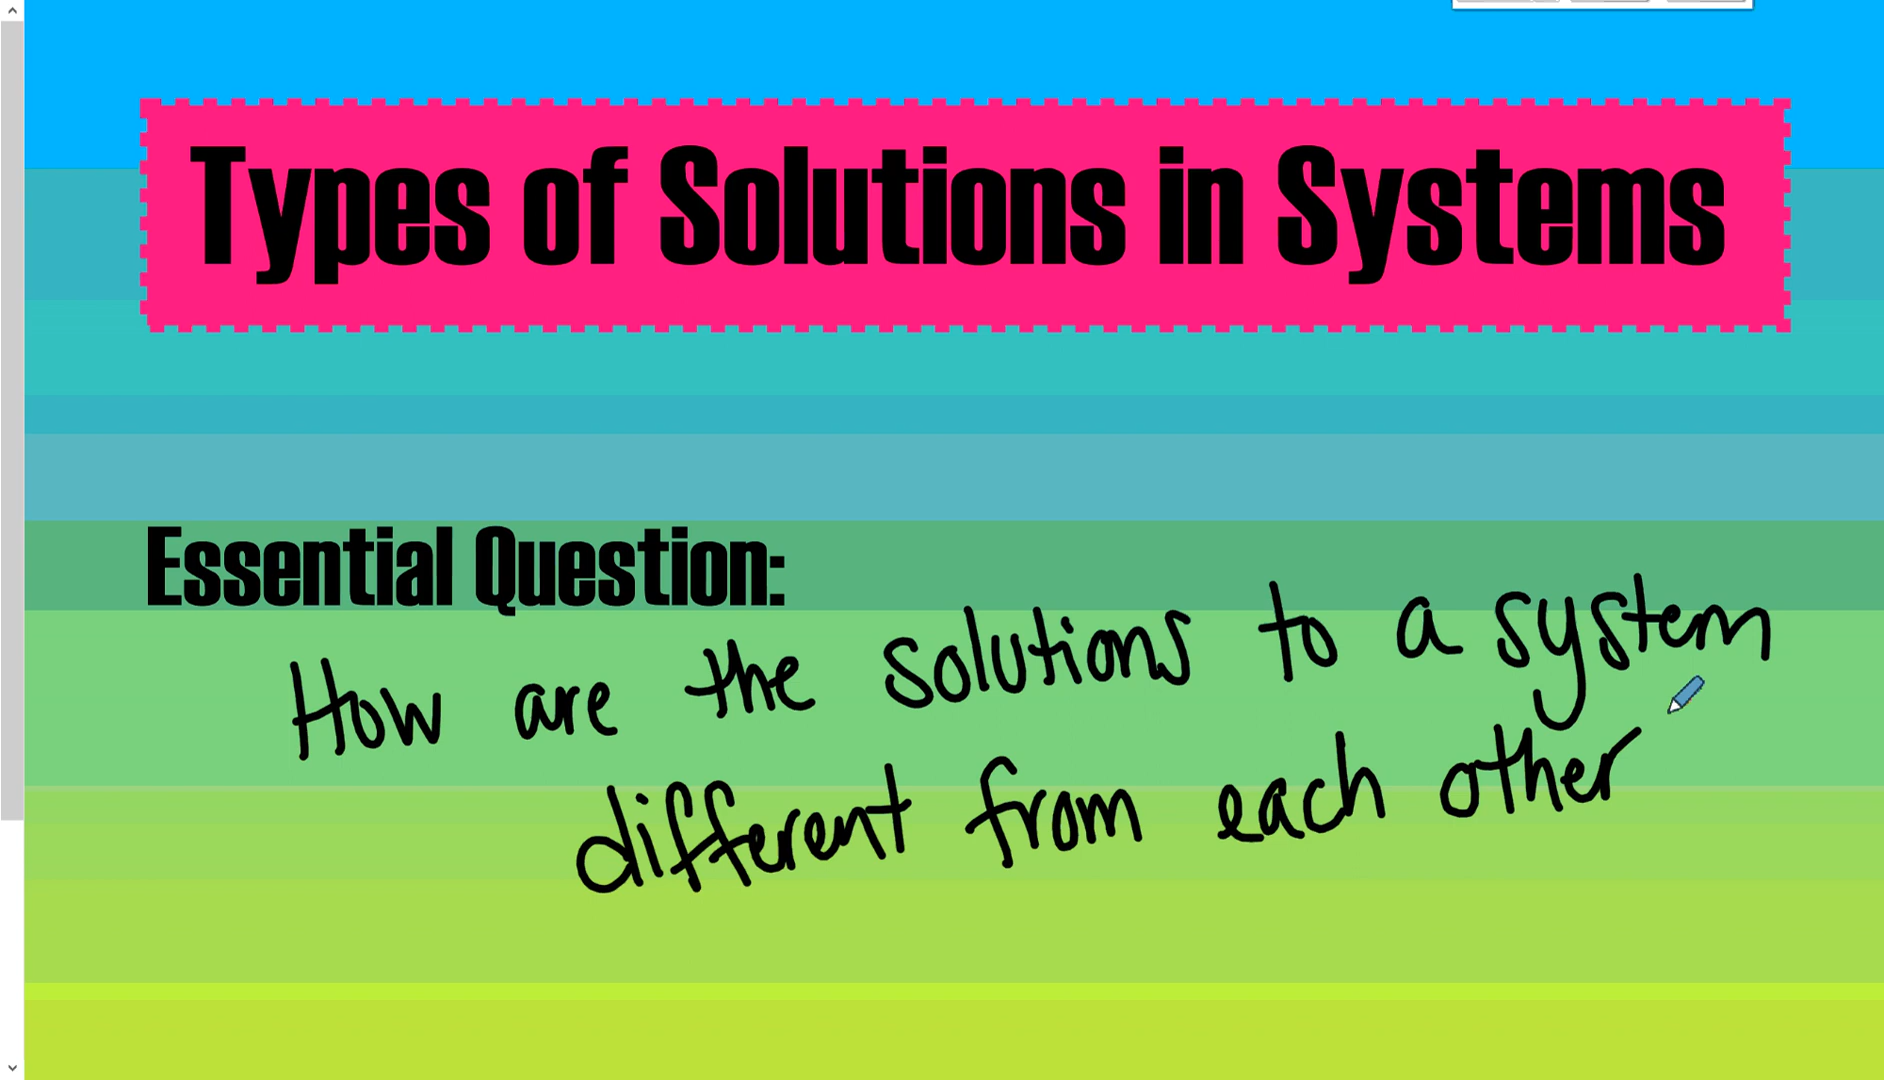 Types of Solutions in Systems
Essential Question:
How are the solutions to a system
different from each other